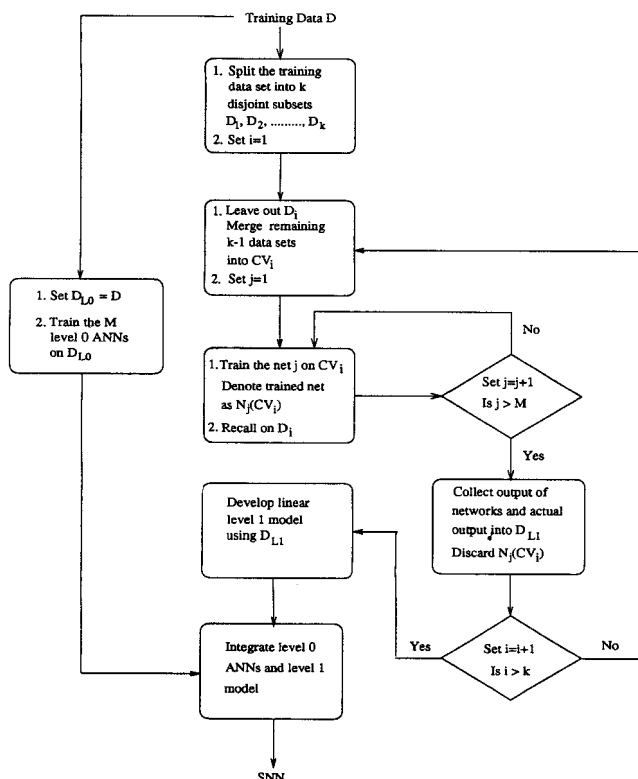 Training Data D
1. Split the training
data set into k
disjoint subsets
D1, D2, ........., Dk
2. Set i=1
1. Leave out Di
Merge remaining
k-1 data sets
into CVi
2. Set j=1
1. Set DL0 = D
2. Train the M
level 0 ANNs
on DL0
1. Train the net j on CVi
Denote trained net
as Nj(CVi)
2. Recall on Di
No
Set j=j+1
Is j > M
Yes
Collect output of
networks and actual
output into DL1
Discard Nj(CVi)
Develop linear
level 1 model
using DL1
Set i=i+1
Is i > k
Yes
No
Integrate level 0
ANNs and level 1
model
SNN